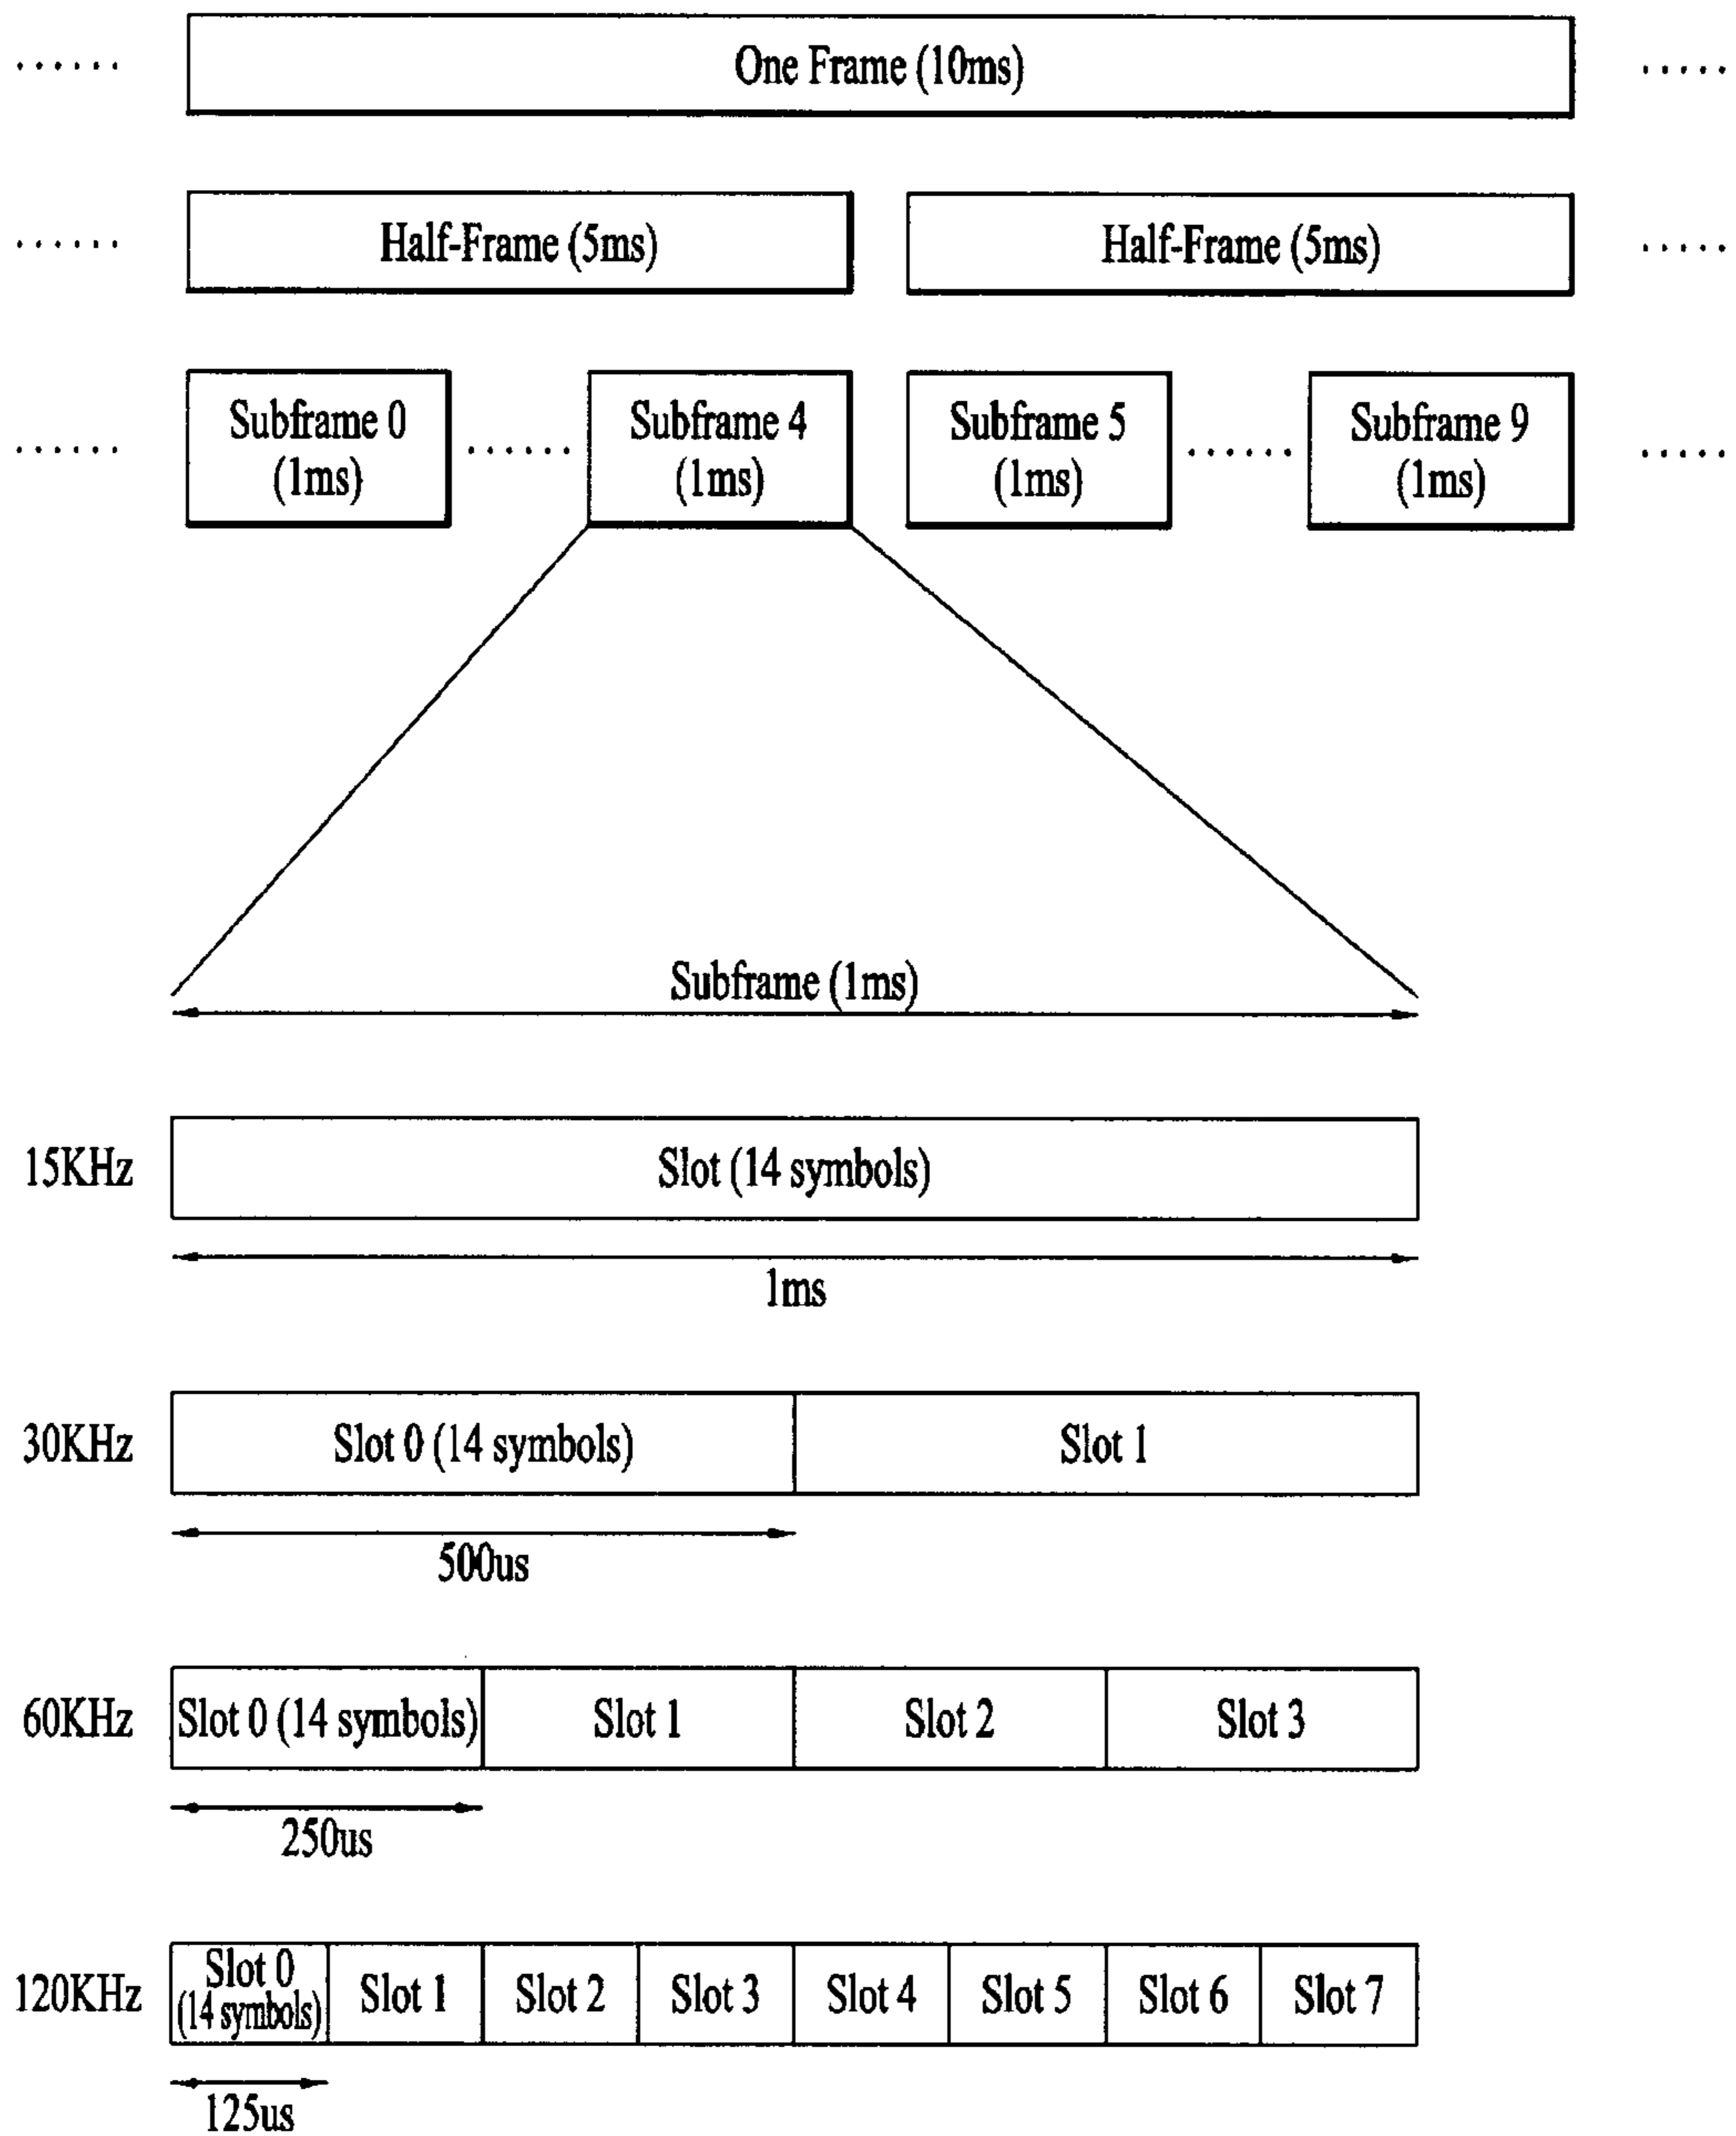 One Frame (10ms)
Half-Frame (5ms) Half-Frame (5ms)
Subframe 0 (1ms)
Subframe 4 (1ms)
Subframe 5 (1ms)
Subframe 9 (1ms)
Subframe (1ms)
15KHz Slot (14 symbols)
1ms
30KHz Slot 0 (14 symbols) Slot 1
500us
60KHz Slot 0 (14 symbols) Slot 1 Slot 2 Slot 3
250us
120KHz Slot 0 (14 symbols) Slot 1 Slot 2 Slot 3 Slot 4 Slot 5 Slot 6 Slot 7
125us